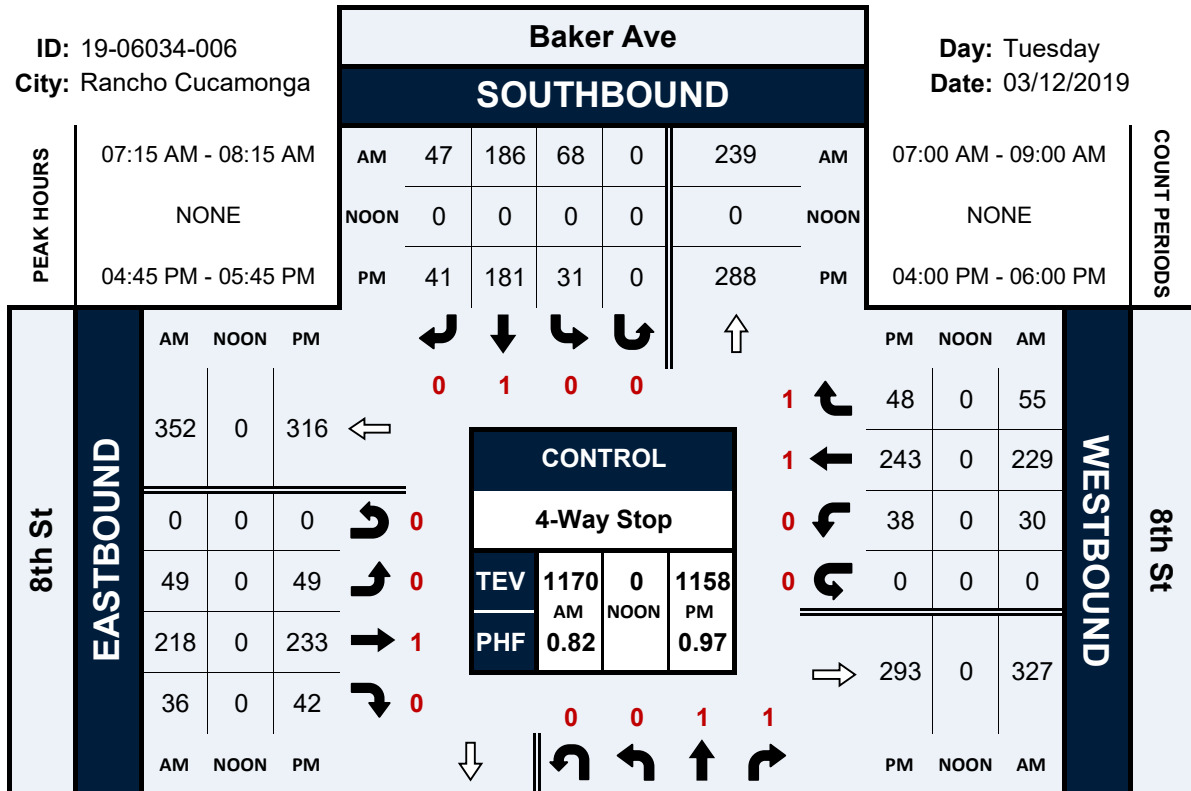 Baker Ave
ID: 19-06034-006
Day: Tuesday
City: Rancho Cucamonga
Date: 03/12/2019
SOUTHBOUND
PEAK HOURS
07:15 AM - 08:15 AM
NONE
04:45 PM - 05:45 PM
AM 47 186 68 0 239 AM
NOON 0 0 0 0 0 NOON
PM 41 181 31 0 288 PM
07:00 AM - 09:00 AM
NONE
04:00 PM - 06:00 PM
COUNT PERIODS
0 1 0 0
8th St
EASTBOUND
AM NOON PM
352 0 316
0 0 0 0
49 0 49 0
218 0 233 1
36 0 42 0
AM NOON PM
CONTROL
4-Way Stop
TEV 1170 0 1158
AM NOON PM
PHF 0.82 0.97
0 0 1 1
PM NOON AM
1 48 0 55
1 243 0 229
0 38 0 30
0 0 0 0
293 0 327
PM NOON AM
WESTBOUND
8th St